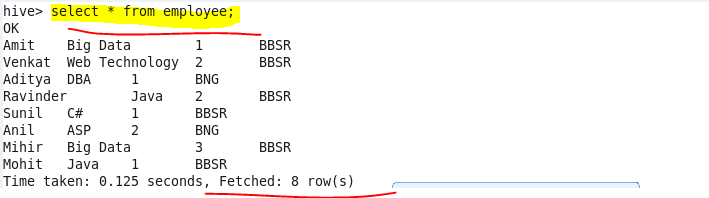 hive> select * from employee;
OK
Amit    Big Data        1       BBSR
Venkat  Web Technology  2       BBSR
Aditya  DBA     1       BNG
Ravinder        Java    2       BBSR
Sunil   C#      1       BBSR
Anil    ASP     2       BNG
Mihir   Big Data        3       BBSR
Mohit   Java    1       BBSR
Time taken: 0.125 seconds, Fetched: 8 row(s)